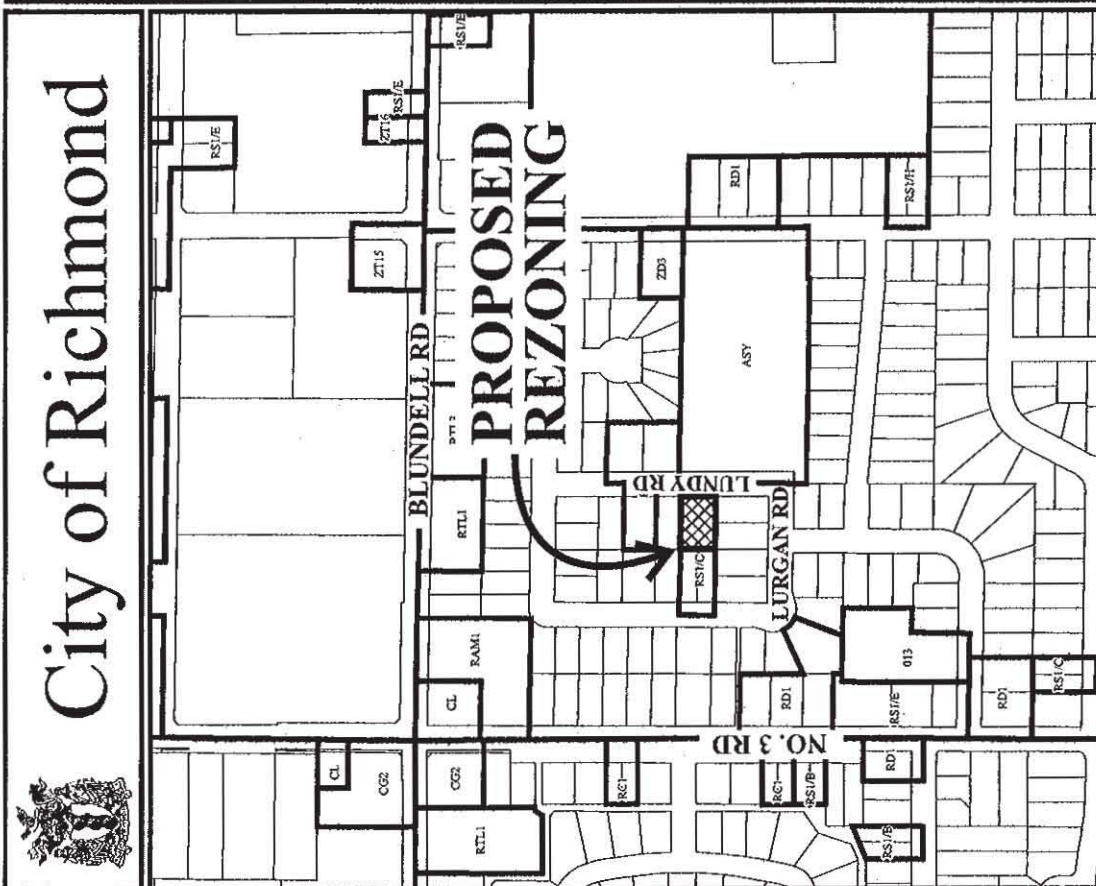 City of Richmond
RS1/E
RS1/E
ZT16
RS1/E
ZT15
BLUNDELL RD
PROPOSED
REZONING
RD1
RS1/H
ZD3
ASY
RTL1
LUNDY RD
RS1/C
LURGAN RD
RAM1
CL
RD1
013
RS1/E
RD1
RS1/C
NO. 3 RD
CL
CG2
CG2
RC1
RC1
RS1/B
RD1
RTL1
RS1/B